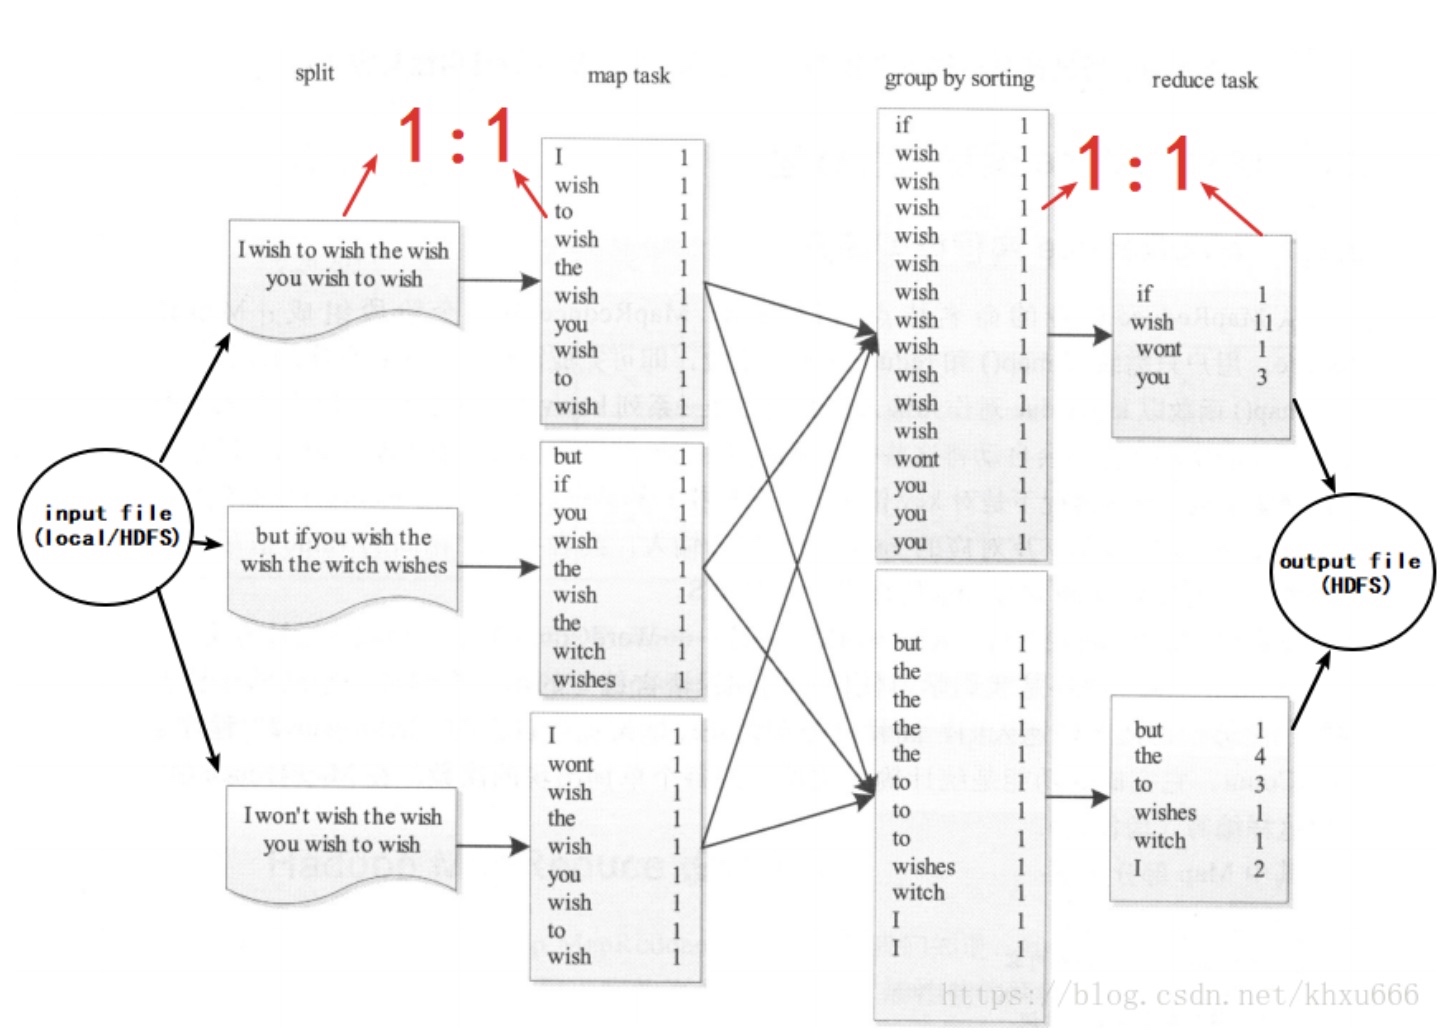 split
map task
group by sorting
reduce task
1 : 1
1 : 1
input file
(local/HDFS)
I wish to wish the wish
you wish to wish
but if you wish the
wish the witch wishes
I won't wish the wish
you wish to wish
I 1
wish 1
to 1
wish 1
the 1
wish 1
you 1
wish 1
to 1
wish 1
but 1
if 1
you 1
wish 1
the 1
wish 1
the 1
witch 1
wishes 1
I 1
wont 1
wish 1
the 1
wish 1
you 1
wish 1
to 1
wish 1
if 1
wish 1
wish 1
wish 1
wish 1
wish 1
wish 1
wish 1
wish 1
wish 1
wish 1
wish 1
wont 1
you 1
you 1
you 1
but 1
the 1
the 1
the 1
the 1
to 1
to 1
to 1
wishes 1
witch 1
I 1
I 1
if 1
wish 11
wont 1
you 3
but 1
the 4
to 3
wishes 1
witch 1
I 2
output file
(HDFS)
https://blog.csdn.net/khxu666